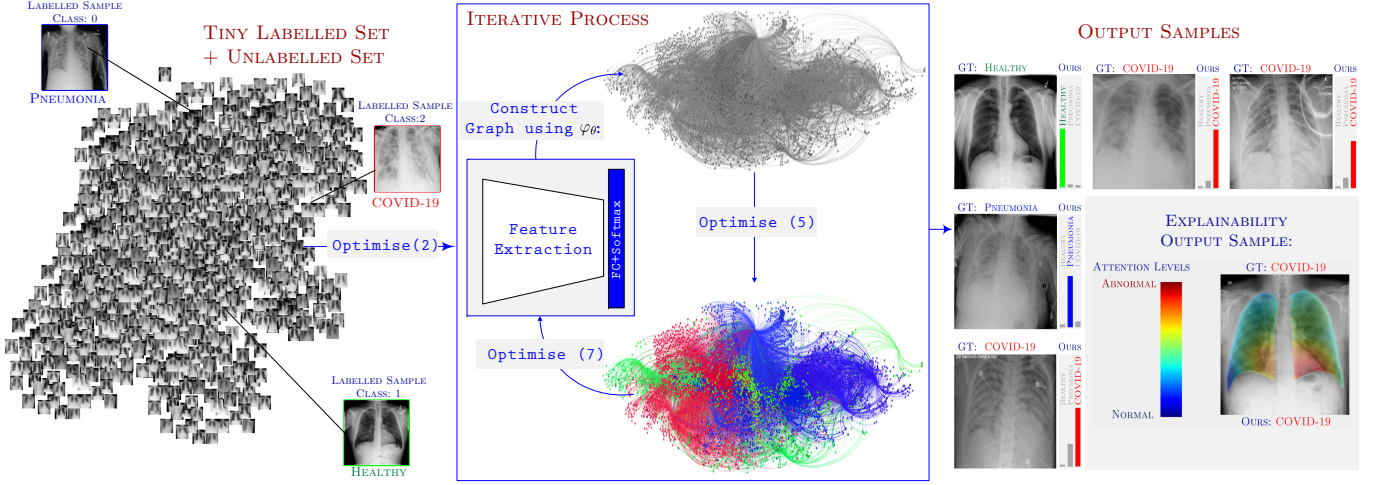 Labelled Sample
Class: 0
Pneumonia
Tiny Labelled Set
+ Unlabelled Set
Labelled Sample
Class:2
COVID-19
Optimise(2)
Labelled Sample
Class: 1
Healthy
Iterative Process
Construct
Graph using φθ:
Feature
Extraction
FC+Softmax
Optimise (5)
Optimise (7)
Output Samples
GT: Healthy
Ours
Healthy
Pneumonia
COVID-19
GT: COVID-19
Ours
Healthy
Pneumonia
COVID-19
GT: COVID-19
Ours
Healthy
Pneumonia
COVID-19
GT: Pneumonia
Ours
Healthy
Pneumonia
COVID-19
GT: COVID-19
Ours
Healthy
Pneumonia
COVID-19
Explainability
Output Sample:
Attention Levels
Abnormal
Normal
GT: COVID-19
Ours: COVID-19